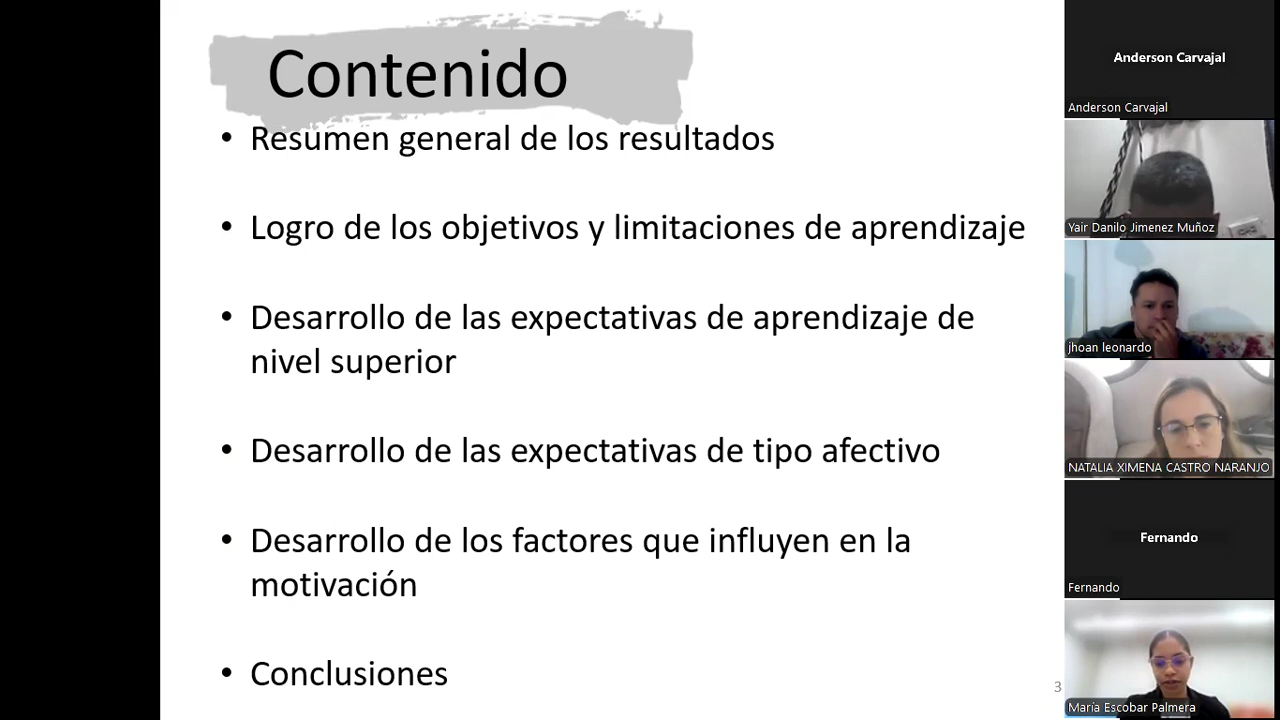 Contenido
• Resumen general de los resultados
• Logro de los objetivos y limitaciones de aprendizaje
• Desarrollo de las expectativas de aprendizaje de
nivel superior
• Desarrollo de las expectativas de tipo afectivo
• Desarrollo de los factores que influyen en la
motivación
• Conclusiones
3
Anderson Carvajal
Anderson Carvajal
Yair Danilo Jimenez Muñoz
jhoan leonardo
NATALIA XIMENA CASTRO NARANJO
Fernando
Fernando
María Escobar Palmera